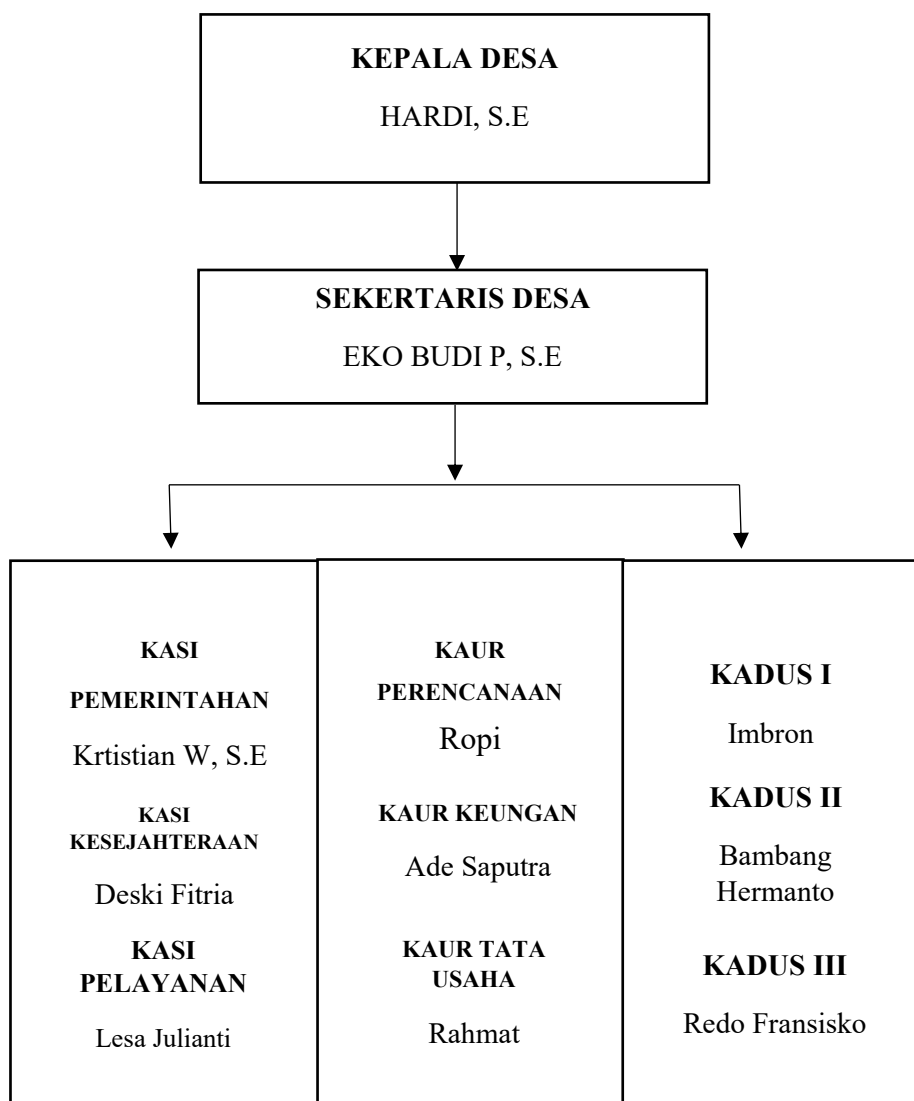 KEPALA DESA
HARDI, S.E
SEKERTARIS DESA
EKO BUDI P, S.E
KASI
PEMERINTAHAN
Krtistian W, S.E
KASI
KESEJAHTERAAN
Deski Fitria
KASI
PELAYANAN
Lesa Julianti
KAUR
PERENCANAAN
Ropi
KAUR KEUNGAN
Ade Saputra
KAUR TATA
USAHA
Rahmat
KADUS I
Imbron
KADUS II
Bambang
Hermanto
KADUS III
Redo Fransisko